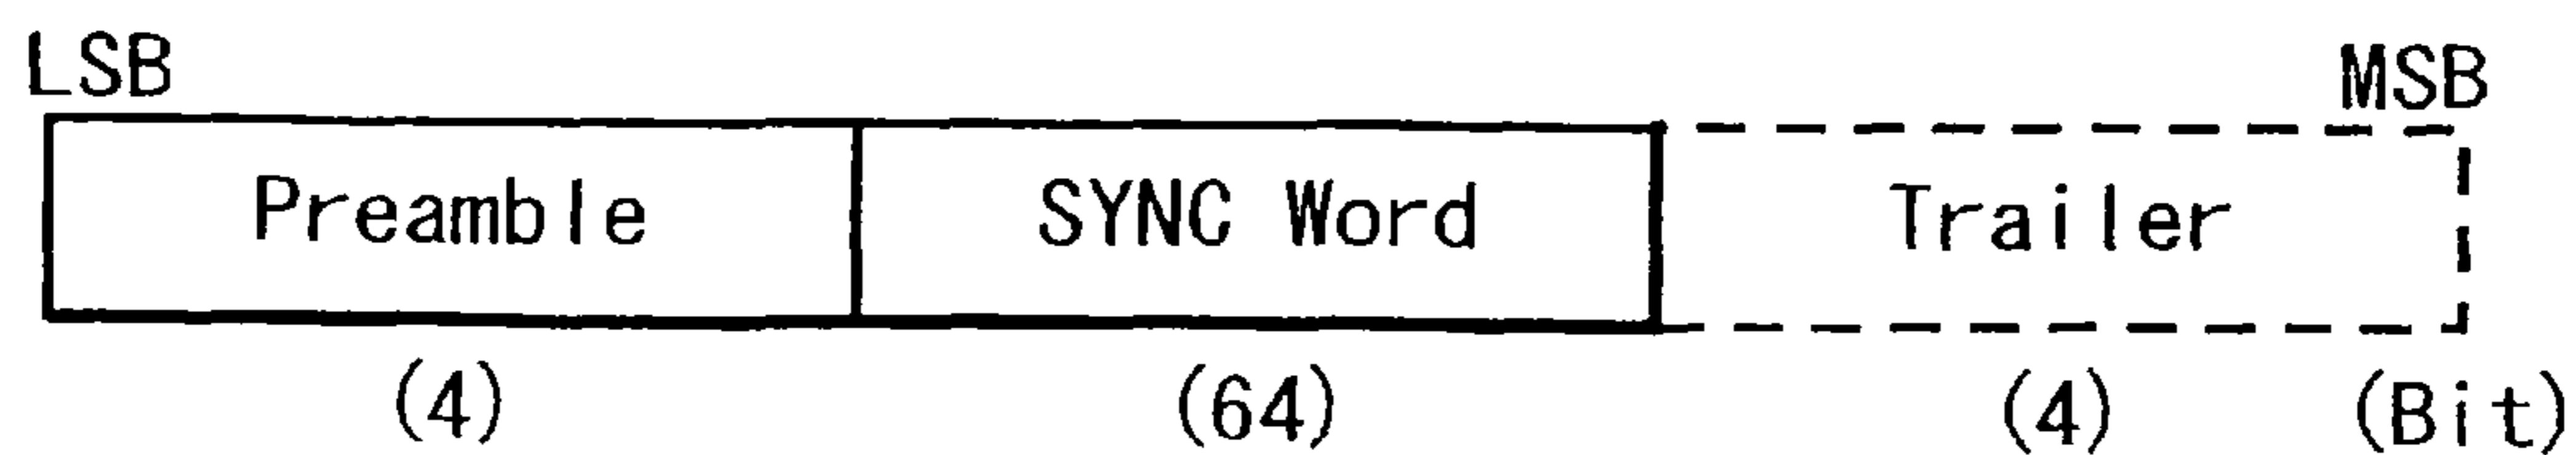 LSB MSB
Preamble SYNC Word Trailer
(4) (64) (4) (Bit)